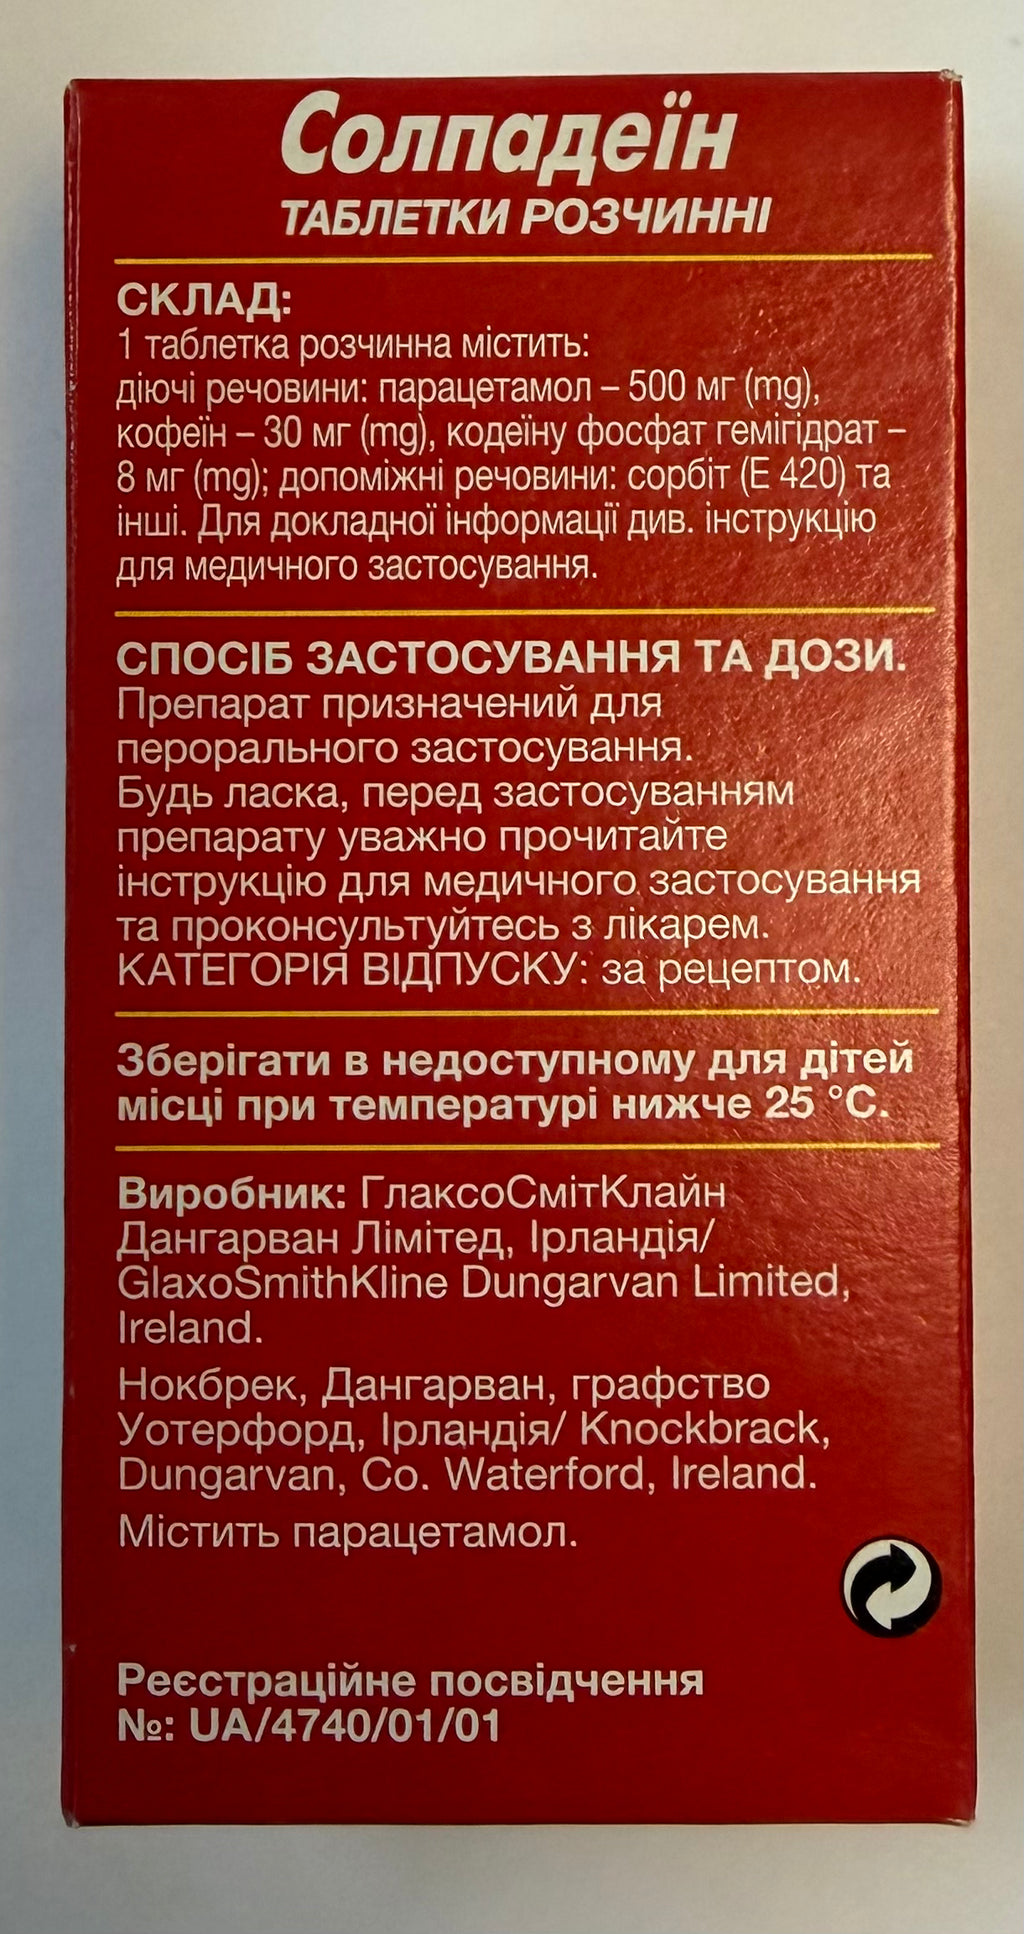 Солпадеїн
ТАБЛЕТКИ РОЗЧИННІ
СКЛАД:
1 таблетка розчинна містить:
діючі речовини: парацетамол – 500 мг (mg),
кофеїн – 30 мг (mg), кодеїну фосфат гемігідрат –
8 мг (mg); допоміжні речовини: сорбіт (Е 420) та
інші. Для докладної інформації див. інструкцію
для медичного застосування.
СПОСІБ ЗАСТОСУВАННЯ ТА ДОЗИ.
Препарат призначений для
перорального застосування.
Будь ласка, перед застосуванням
препарату уважно прочитайте
інструкцію для медичного застосування
та проконсультуйтесь з лікарем.
КАТЕГОРІЯ ВІДПУСКУ: за рецептом.
Зберігати в недоступному для дітей
місці при температурі нижче 25 °С.
Виробник: ГлаксоСмітКлайн
Дангарван Лімітед, Ірландія/
GlaxoSmithKline Dungarvan Limited,
Ireland.
Нокбрек, Дангарван, графство
Уотерфорд, Ірландія/ Knockbrack,
Dungarvan, Co. Waterford, Ireland.
Містить парацетамол.
Реєстраційне посвідчення
№: UA/4740/01/01